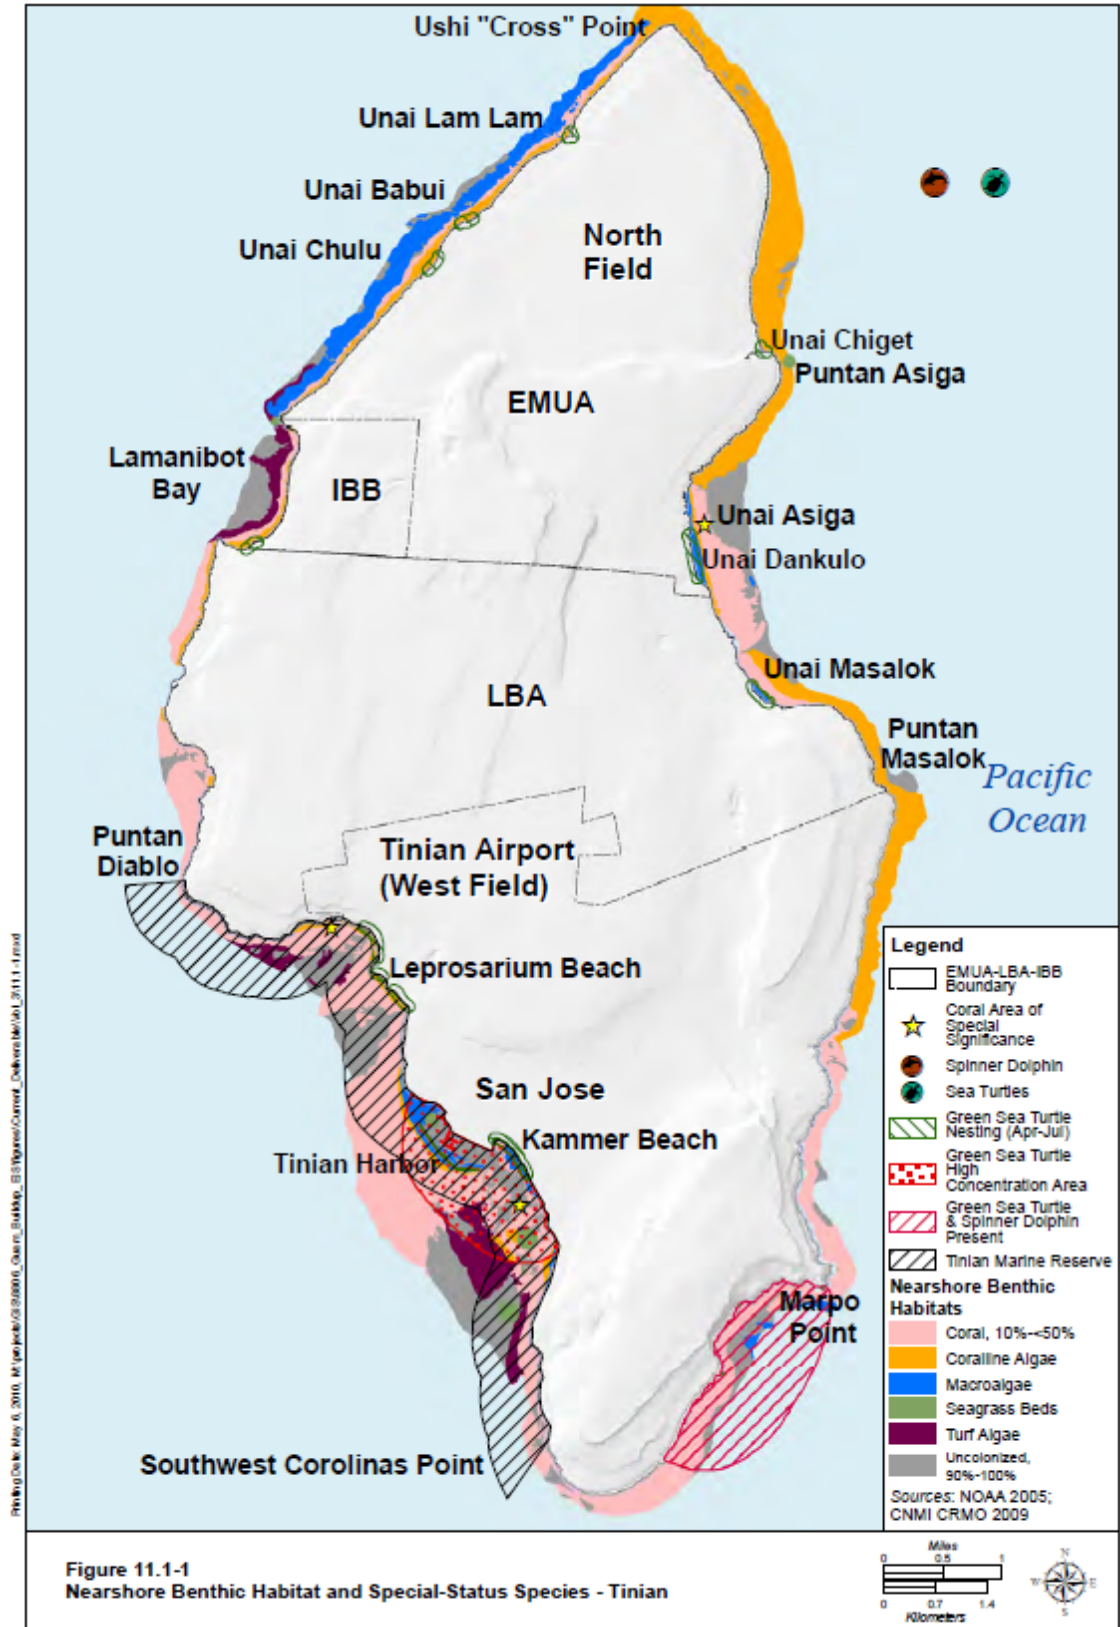 Ushi "Cross" Point
Unai Lam Lam
Unai Babui
Unai Chulu
North
Field
Unai Chiget
Puntan Asiga
EMUA
Lamanibot
Bay
IBB
Unai Asiga
Unai Dankulo
LBA
Unai Masalok
Puntan
Masalok
Pacific
Ocean
Puntan
Diablo
Tinian Airport
(West Field)
Leprosarium Beach
San Jose
Kammer Beach
Tinian Harbor
Marpo
Point
Southwest Corolinas Point
Legend
EMUA-LBA-IBB
Boundary
Coral Area of
Special
Significance
Spinner Dolphin
Sea Turtles
Green Sea Turtle
Nesting (Apr-Jul)
Green Sea Turtle
High
Concentration Area
Green Sea Turtle
& Spinner Dolphin
Present
Tinian Marine Reserve
Nearshore Benthic
Habitats
Coral, 10%-<50%
Coralline Algae
Macroalgae
Seagrass Beds
Turf Algae
Uncolonized,
90%-100%
Sources: NOAA 2005;
CNMI CRMO 2009
Printing Date: May 6, 2010,
Figure 11.1-1
Nearshore Benthic Habitat and Special-Status Species - Tinian
Miles
0 0.5 1
0 0.7 1.4
Kilometers
N
W E
S